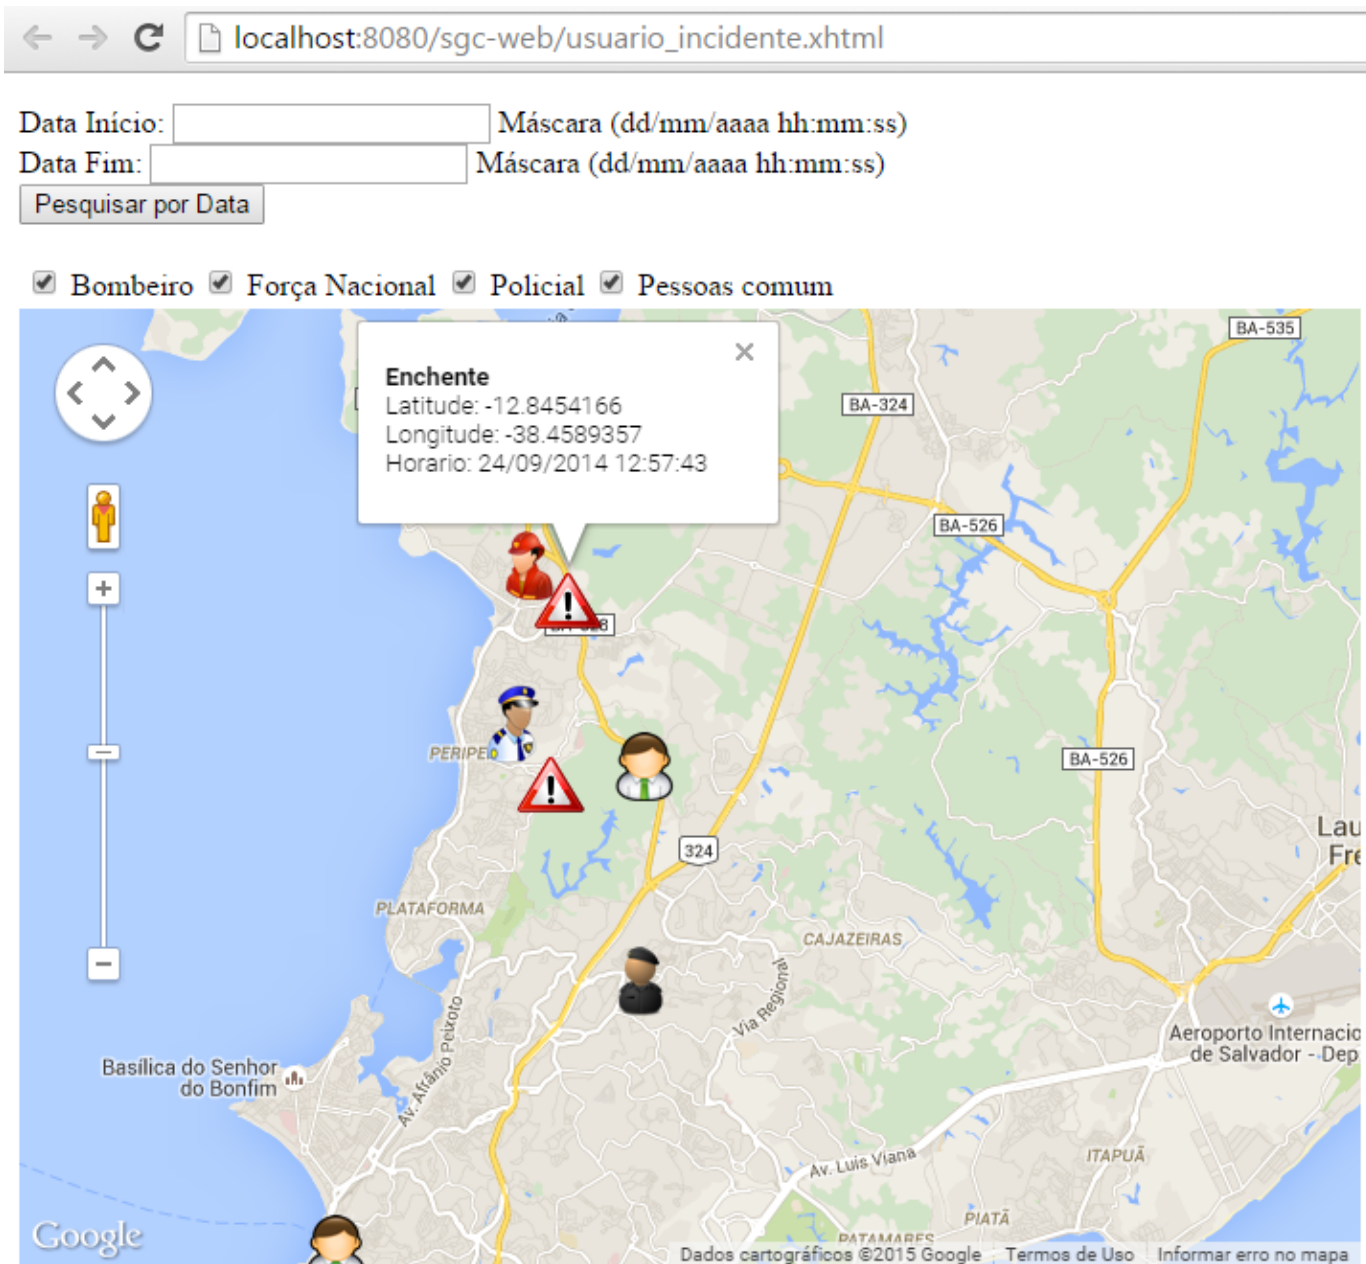 localhost:8080/sgc-web/usuario_incidente.xhtml
Data Início: Máscara (dd/mm/aaaa hh:mm:ss)
Data Fim: Máscara (dd/mm/aaaa hh:mm:ss)
Pesquisar por Data
Bombeiro Força Nacional Policial Pessoas comum
BA-535
Enchente
Latitude: -12.8454166
Longitude: -38.4589357
Horario: 24/09/2014 12:57:43
BA-324
BA-526
PERIPE
BA-526
324
Lau
Fre
PLATAFORMA
CAJAZEIRAS
Via Regional
Av. Afrânio Peixoto
Aeroporto Internacio
de Salvador - Dep
Basílica do Senhor
do Bonfim
Av. Luis Viana
ITAPUÃ
PIATÃ
PATAMARES
Google
Dados cartográficos ©2015 Google Termos de Uso Informar erro no mapa